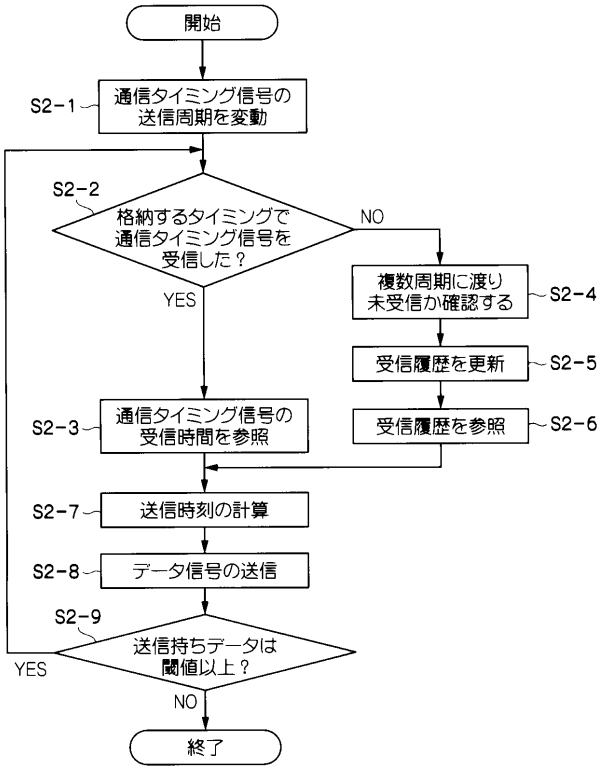 開始
S2-1
通信タイミング信号の
送信周期を変動
S2-2
格納するタイミングで
通信タイミング信号を
受信した？
NO
YES
複数周期に渡り
未受信か確認する
S2-4
受信履歴を更新
S2-5
受信履歴を参照
S2-6
S2-3
通信タイミング信号の
受信時間を参照
S2-7
送信時刻の計算
S2-8
データ信号の送信
S2-9
送信持ちデータは
閾値以上？
YES
NO
終了